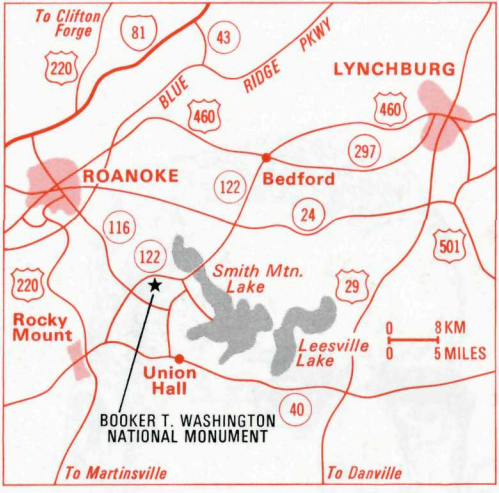 To Clifton
Forge
81
43
220
BLUE RIDGE PKWY
LYNCHBURG
460
460
297
ROANOKE
Bedford
122
24
116
122
501
Smith Mtn.
Lake
220
29
Rocky
Mount
0 8 KM
0 5 MILES
Leesville
Lake
Union
Hall
40
BOOKER T. WASHINGTON
NATIONAL MONUMENT
To Martinsville
To Danville